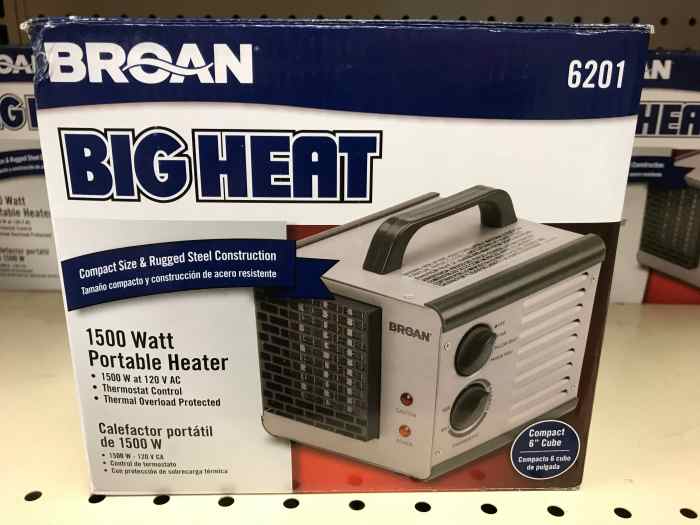 BROAN
6201
BIG HEAT
Compact Size & Rugged Steel Construction
Tamaño compacto y construcción de acero resistente
1500 Watt
Portable Heater
• 1500 W at 120 V AC
• Thermostat Control
• Thermal Overload Protected
Calefactor portátil
de 1500 W
• 1500 W - 120 V CA
• Control de termostato
• Con protección de sobrecarga térmica
BROAN
CAUTION
POWER
Compact
6" Cube
Compacto 6 cubo
de pulgada